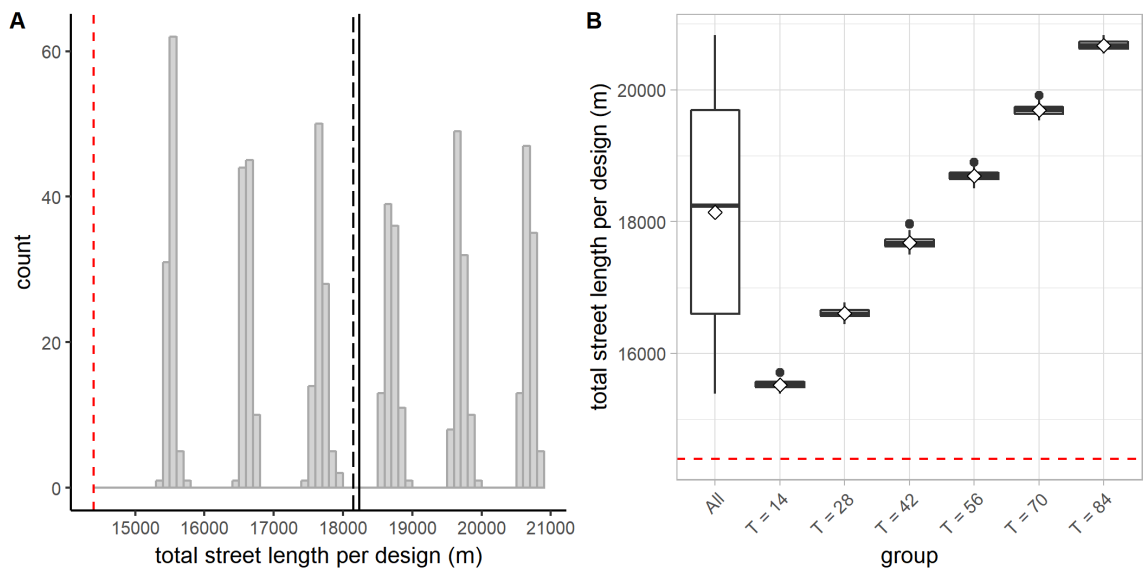 A
60
40
20
0
count
15000 16000 17000 18000 19000 20000 21000
total street length per design (m)
B
20000
18000
16000
total street length per design (m)
All
T = 14
T = 28
T = 42
T = 56
T = 70
T = 84
group